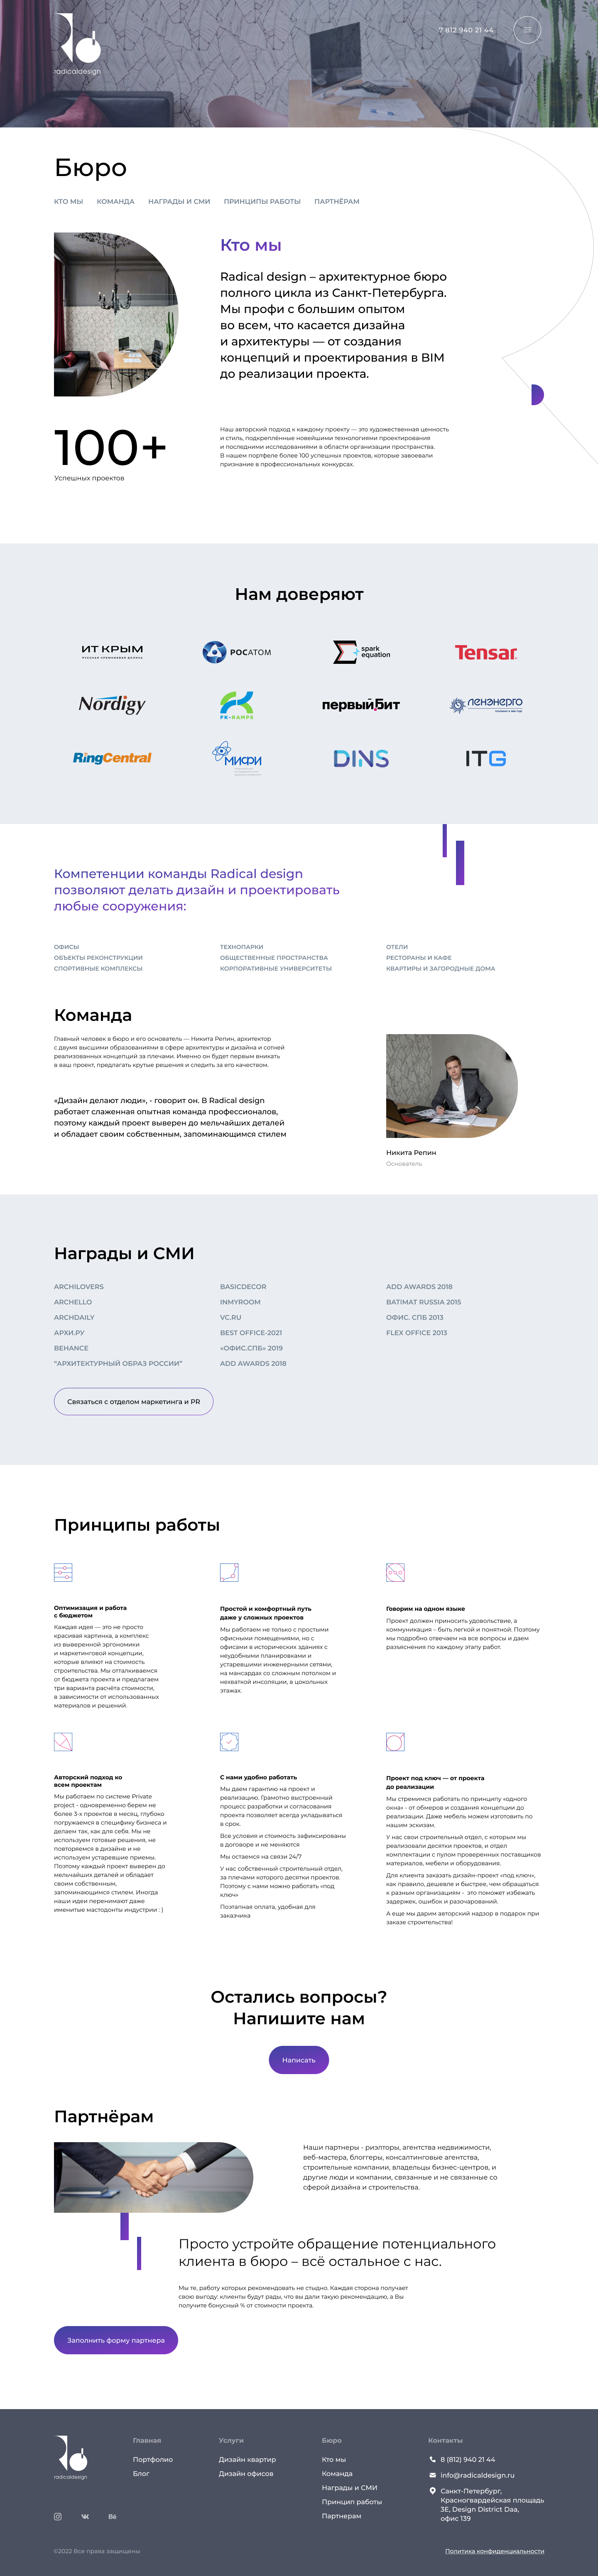 radicaldesign
7 812 940 21 44
Бюро
КТО МЫ КОМАНДА НАГРАДЫ И СМИ ПРИНЦИПЫ РАБОТЫ ПАРТНЁРАМ
Кто мы
Radical design – архитектурное бюро
полного цикла из Санкт-Петербурга.
Мы профи с большим опытом
во всем, что касается дизайна
и архитектуры — от создания
концепций и проектирования в BIM
до реализации проекта.
100+
Успешных проектов
Наш авторский подход к каждому проекту — это художественная ценность
и стиль, подкреплённые новейшими технологиями проектирования
и последними исследованиями в области организации пространства.
В нашем портфеле более 100 успешных проектов, которые завоевали
признание в профессиональных конкурсах.
Нам доверяют
ИТ КРЫМ
РОСАТОМ
spark
equation
Tensar
Nordigy
FK-RAMPS
первый Бит
ленэнерго
RingCentral
МИФИ
DINS
ITG
Компетенции команды Radical design
позволяют делать дизайн и проектировать
любые сооружения:
ОФИСЫ
ОБЪЕКТЫ РЕКОНСТРУКЦИИ
СПОРТИВНЫЕ КОМПЛЕКСЫ
ТЕХНОПАРКИ
ОБЩЕСТВЕННЫЕ ПРОСТРАНСТВА
КОРПОРАТИВНЫЕ УНИВЕРСИТЕТЫ
ОТЕЛИ
РЕСТОРАНЫ И КАФЕ
КВАРТИРЫ И ЗАГОРОДНЫЕ ДОМА
Команда
Главный человек в бюро и его основатель — Никита Репин, архитектор
с двумя высшими образованиями в сфере архитектуры и дизайна и сотней
реализованных концепций за плечами. Именно он будет первым вникать
в ваш проект, предлагать крутые решения и следить за его качеством.
«Дизайн делают люди», - говорит он. В Radical design
работает слаженная опытная команда профессионалов,
поэтому каждый проект выверен до мельчайших деталей
и обладает своим собственным, запоминающимся стилем
Никита Репин
Основатель
Награды и СМИ
ARCHILOVERS
ARCHELLO
ARCHDAILY
АРХИ.РУ
BEHANCE
“АРХИТЕКТУРНЫЙ ОБРАЗ РОССИИ”
BASICDECOR
INMYROOM
VC.RU
BEST OFFICE-2021
«ОФИС.СПБ» 2019
ADD AWARDS 2018
ADD AWARDS 2018
BATIMAT RUSSIA 2015
ОФИС. СПБ 2013
FLEX OFFICE 2013
Связаться с отделом маркетинга и PR
Принципы работы
Оптимизация и работа
с бюджетом
Каждая идея — это не просто
красивая картинка, а комплекс
из выверенной эргономики
и маркетинговой концепции,
которые влияют на стоимость
строительства. Мы отталкиваемся
от бюджета проекта и предлагаем
три варианта расчёта стоимости,
в зависимости от использованных
материалов и решений.
Простой и комфортный путь
даже у сложных проектов
Мы работаем не только с простыми
офисными помещениями, но с
офисами в исторических зданиях с
неудобными планировками и
устаревшими инженерными сетями,
на мансардах со сложным потолком и
нехваткой инсоляции, в цокольных
этажах.
Говорим на одном языке
Проект должен приносить удовольствие, а
коммуникация – быть легкой и понятной. Поэтому
мы подробно отвечаем на все вопросы и даем
разъяснения по каждому этапу работ.
Авторский подход ко
всем проектам
Мы работаем по системе Private
project - одновременно берем не
более 3-х проектов в месяц, глубоко
погружаемся в специфику бизнеса и
делаем так, как для себя. Мы не
используем готовые решения, не
повторяемся в дизайне и не
используем устаревшие приемы.
Поэтому каждый проект выверен до
мельчайших деталей и обладает
своим собственным,
запоминающимся стилем. Иногда
наши идеи перенимают даже
именитые мастодонты индустрии : )
С нами удобно работать
Мы даем гарантию на проект и
реализацию. Грамотно выстроенный
процесс разработки и согласования
проекта позволяет всегда укладываться
в срок.
Все условия и стоимость зафиксированы
в договоре и не меняются
Мы остаемся на связи 24/7
У нас собственный строительный отдел,
за плечами которого десятки проектов.
Поэтому с нами можно работать «под
ключ»
Поэтапная оплата, удобная для
заказчика
Проект под ключ — от проекта
до реализации
Мы стремимся работать по принципу «одного
окна» - от обмеров и создания концепции до
реализации. Даже мебель можем изготовить по
нашим эскизам.
У нас свои строительный отдел, с которым мы
реализовали десятки проектов, и отдел
комплектации с пулом проверенных поставщиков
материалов, мебели и оборудования.
Для клиента заказать дизайн-проект «под ключ»,
как правило, дешевле и быстрее, чем обращаться
к разным организациям - это поможет избежать
задержек, ошибок и разочарований.
А еще мы дарим авторский надзор в подарок при
заказе строительства!
Остались вопросы?
Напишите нам
Написать
Партнёрам
Наши партнеры - риэлторы, агентства недвижимости,
веб-мастера, блоггеры, консалтинговые агентства,
строительные компании, владельцы бизнес-центров, и
другие люди и компании, связанные и не связанные со
сферой дизайна и строительства.
Просто устройте обращение потенциального
клиента в бюро – всё остальное с нас.
Мы те, работу которых рекомендовать не стыдно. Каждая сторона получает
свою выгоду: клиенты будут рады, что вы дали такую рекомендацию, а Вы
получите бонусный % от стоимости проекта.
Заполнить форму партнера
radicaldesign
Главная
Портфолио
Блог
Услуги
Дизайн квартир
Дизайн офисов
Бюро
Кто мы
Команда
Награды и СМИ
Принцип работы
Партнерам
Контакты
8 (812) 940 21 44
info@radicaldesign.ru
Санкт-Петербург,
Красногвардейская площадь
3Е, Design District Daa,
офис 139
Bē
©2022 Все права защищены
Политика конфиденциальности